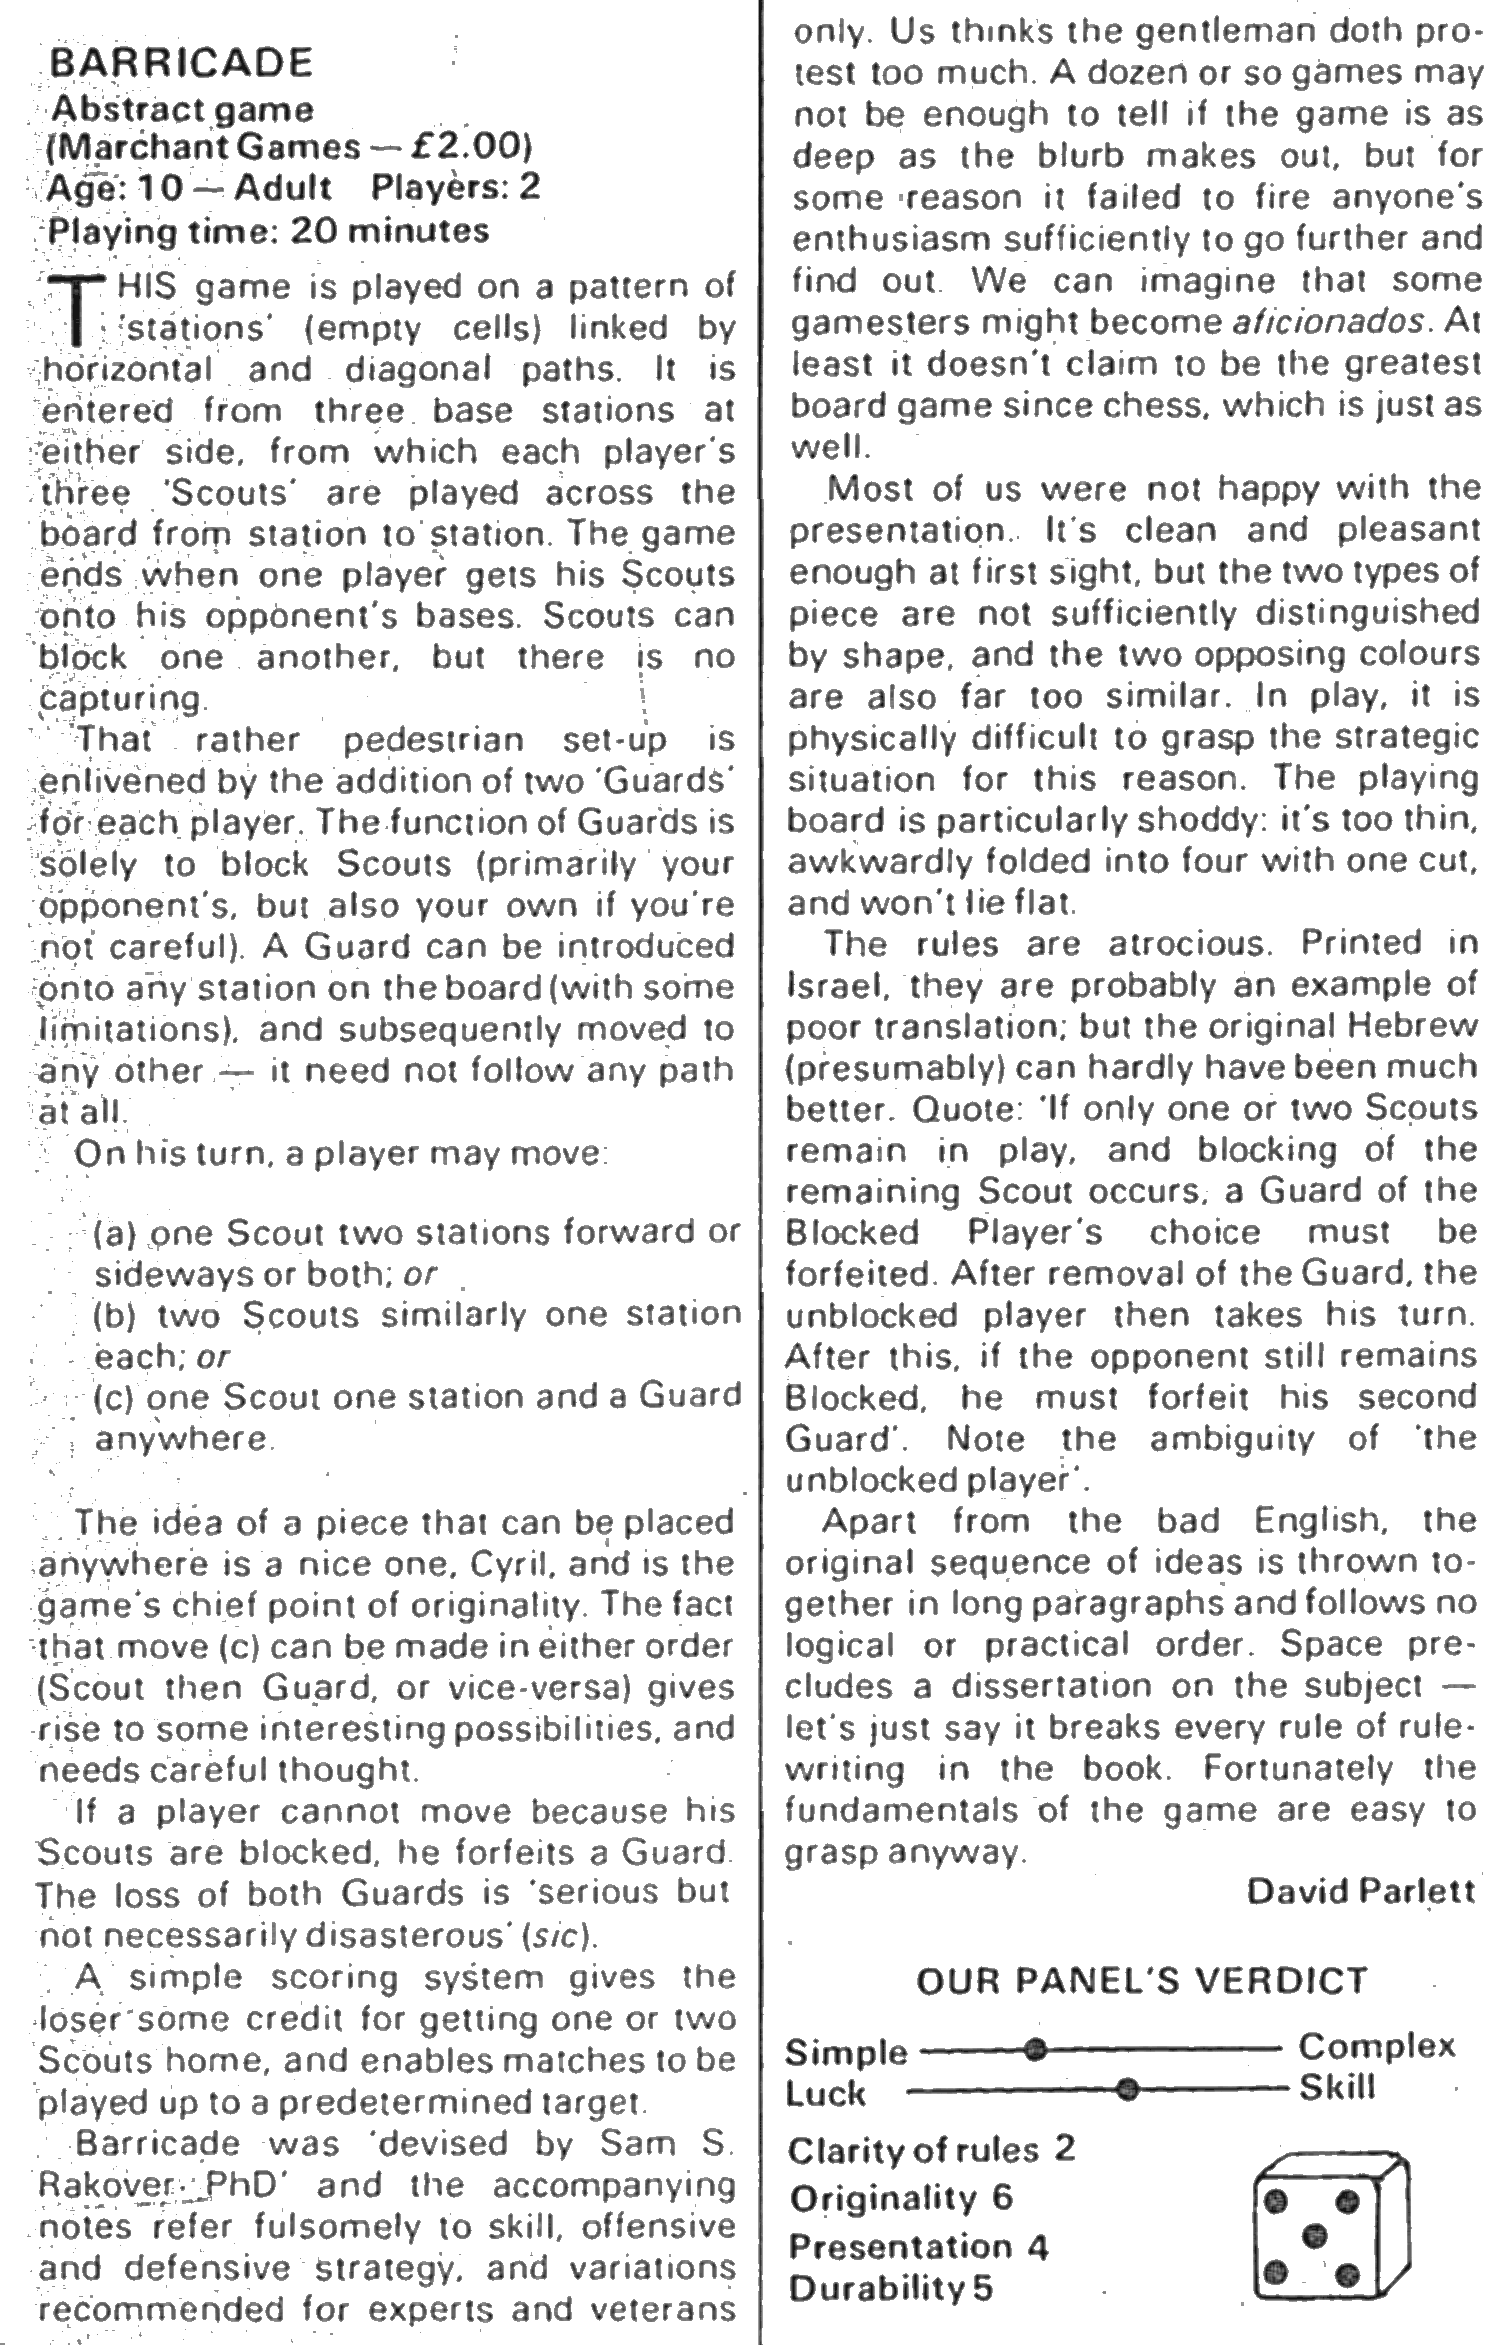 BARRICADE
Abstract game
(Marchant Games — £2.00)
Age: 10 — Adult Players: 2
Playing time: 20 minutes
THIS game is played on a pattern of
'stations' (empty cells) linked by
horizontal and diagonal paths. It is
entered from three base stations at
either side, from which each player's
three 'Scouts' are played across the
board from station to station. The game
ends when one player gets his Scouts
onto his opponent's bases. Scouts can
block one another, but there is no
capturing.
That rather pedestrian set-up is
enlivened by the addition of two 'Guards'
for each player. The function of Guards is
solely to block Scouts (primarily your
opponent's, but also your own if you're
not careful). A Guard can be introduced
onto any station on the board (with some
limitations), and subsequently moved to
any other — it need not follow any path
at all.
On his turn, a player may move:
(a) one Scout two stations forward or
sideways or both; or
(b) two Scouts similarly one station
each; or
(c) one Scout one station and a Guard
anywhere.
The idea of a piece that can be placed
anywhere is a nice one, Cyril, and is the
game's chief point of originality. The fact
that move (c) can be made in either order
(Scout then Guard, or vice-versa) gives
rise to some interesting possibilities, and
needs careful thought.
If a player cannot move because his
Scouts are blocked, he forfeits a Guard.
The loss of both Guards is 'serious but
not necessarily disasterous' (sic).
A simple scoring system gives the
loser some credit for getting one or two
Scouts home, and enables matches to be
played up to a predetermined target.
Barricade was 'devised by Sam S.
Rakover PhD' and the accompanying
notes refer fulsomely to skill, offensive
and defensive strategy, and variations
recommended for experts and veterans
only. Us thinks the gentleman doth pro-
test too much. A dozen or so games may
not be enough to tell if the game is as
deep as the blurb makes out, but for
some reason it failed to fire anyone's
enthusiasm sufficiently to go further and
find out. We can imagine that some
gamesters might become aficionados. At
least it doesn't claim to be the greatest
board game since chess, which is just as
well.
Most of us were not happy with the
presentation. It's clean and pleasant
enough at first sight, but the two types of
piece are not sufficiently distinguished
by shape, and the two opposing colours
are also far too similar. In play, it is
physically difficult to grasp the strategic
situation for this reason. The playing
board is particularly shoddy: it's too thin,
awkwardly folded into four with one cut,
and won't lie flat.
The rules are atrocious. Printed in
Israel, they are probably an example of
poor translation; but the original Hebrew
(presumably) can hardly have been much
better. Quote: 'If only one or two Scouts
remain in play, and blocking of the
remaining Scout occurs, a Guard of the
Blocked Player's choice must be
forfeited. After removal of the Guard, the
unblocked player then takes his turn.
After this, if the opponent still remains
Blocked, he must forfeit his second
Guard'. Note the ambiguity of 'the
unblocked player'.
Apart from the bad English, the
original sequence of ideas is thrown to-
gether in long paragraphs and follows no
logical or practical order. Space pre-
cludes a dissertation on the subject —
let's just say it breaks every rule of rule-
writing in the book. Fortunately the
fundamentals of the game are easy to
grasp anyway.
David Parlett
OUR PANEL'S VERDICT
Simple Complex
Luck Skill
Clarity of rules 2
Originality 6
Presentation 4
Durability 5